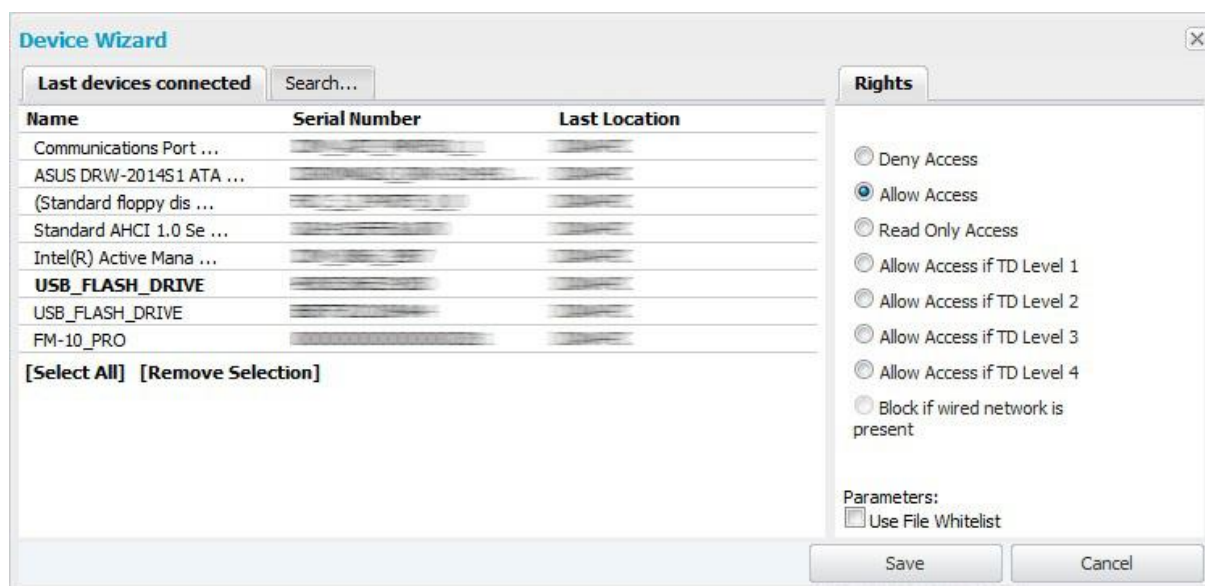 Device Wizard
Last devices connected
Search...
Rights
Name Serial Number Last Location
Communications Port ...
ASUS DRW-2014S1 ATA ...
(Standard floppy dis ...
Standard AHCI 1.0 Se ...
Intel(R) Active Mana ...
USB_FLASH_DRIVE
USB_FLASH_DRIVE
FM-10_PRO
[Select All] [Remove Selection]
Deny Access
Allow Access
Read Only Access
Allow Access if TD Level 1
Allow Access if TD Level 2
Allow Access if TD Level 3
Allow Access if TD Level 4
Block if wired network is
present
Parameters:
Use File Whitelist
Save
Cancel